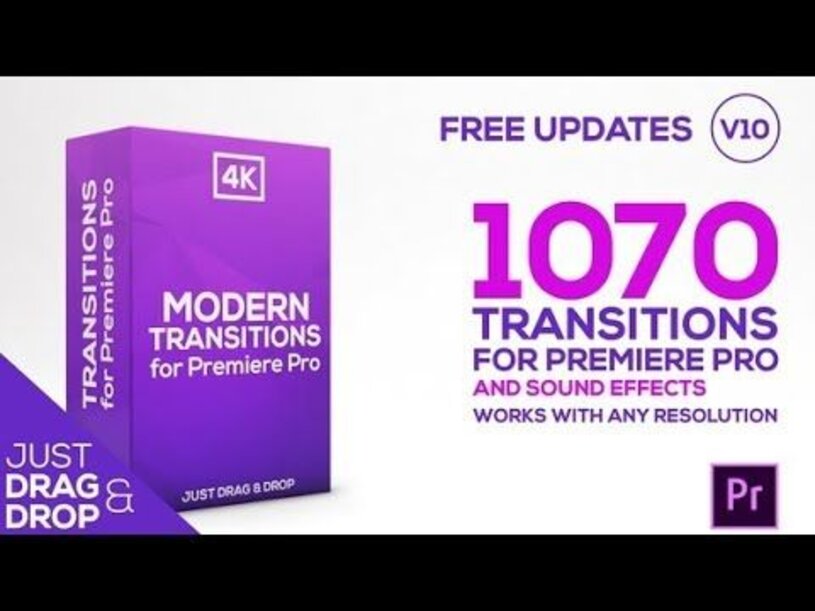 FREE UPDATES V10
4K
TRANSITIONS
for Premiere Pro
MODERN
TRANSITIONS
for Premiere Pro
JUST DRAG & DROP
1070
TRANSITIONS
FOR PREMIERE PRO
AND SOUND EFFECTS
WORKS WITH ANY RESOLUTION
JUST
DRAG &
DROP
Pr